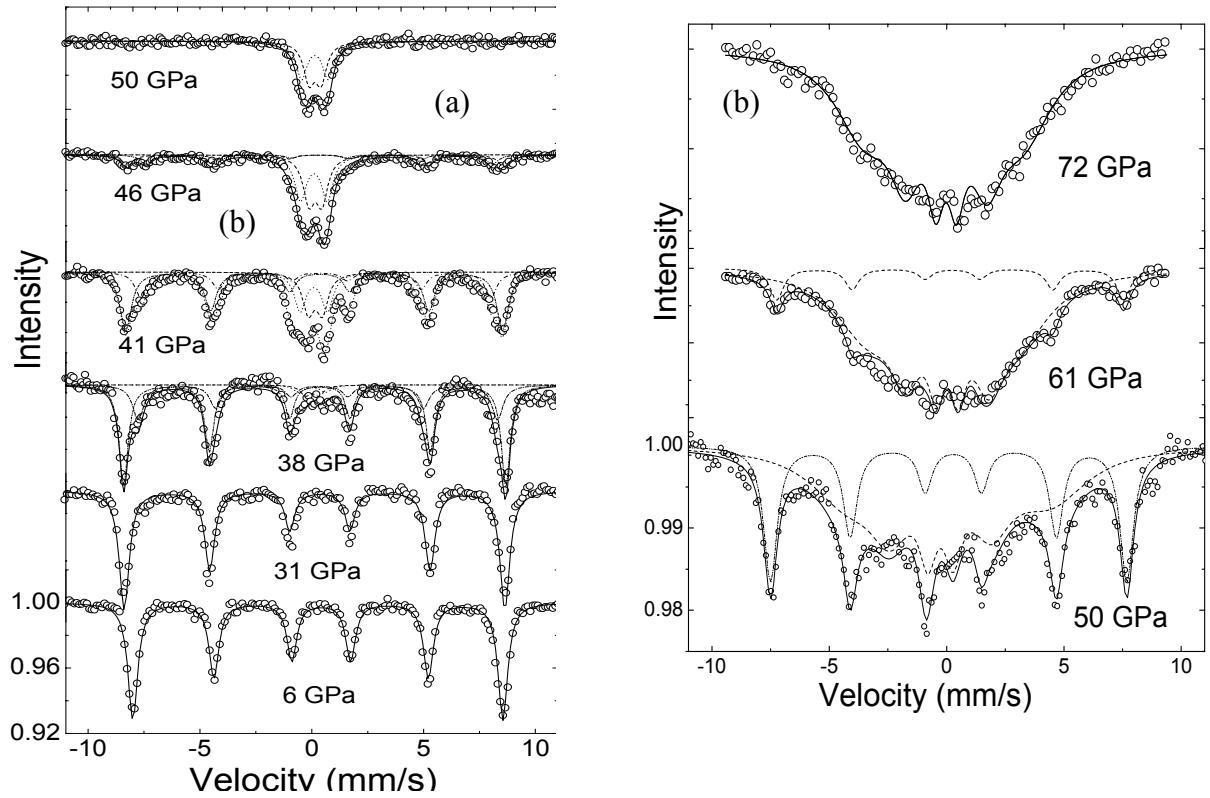 50 GPa
(a)
46 GPa
(b)
41 GPa
38 GPa
31 GPa
1.00
6 GPa
0.96
0.92
-10 -5 0 5 10
Intensity
Velocity (mm/s)
(b)
72 GPa
61 GPa
1.00
0.99
0.98
50 GPa
-10 -5 0 5 10
Intensity
Velocity (mm/s)